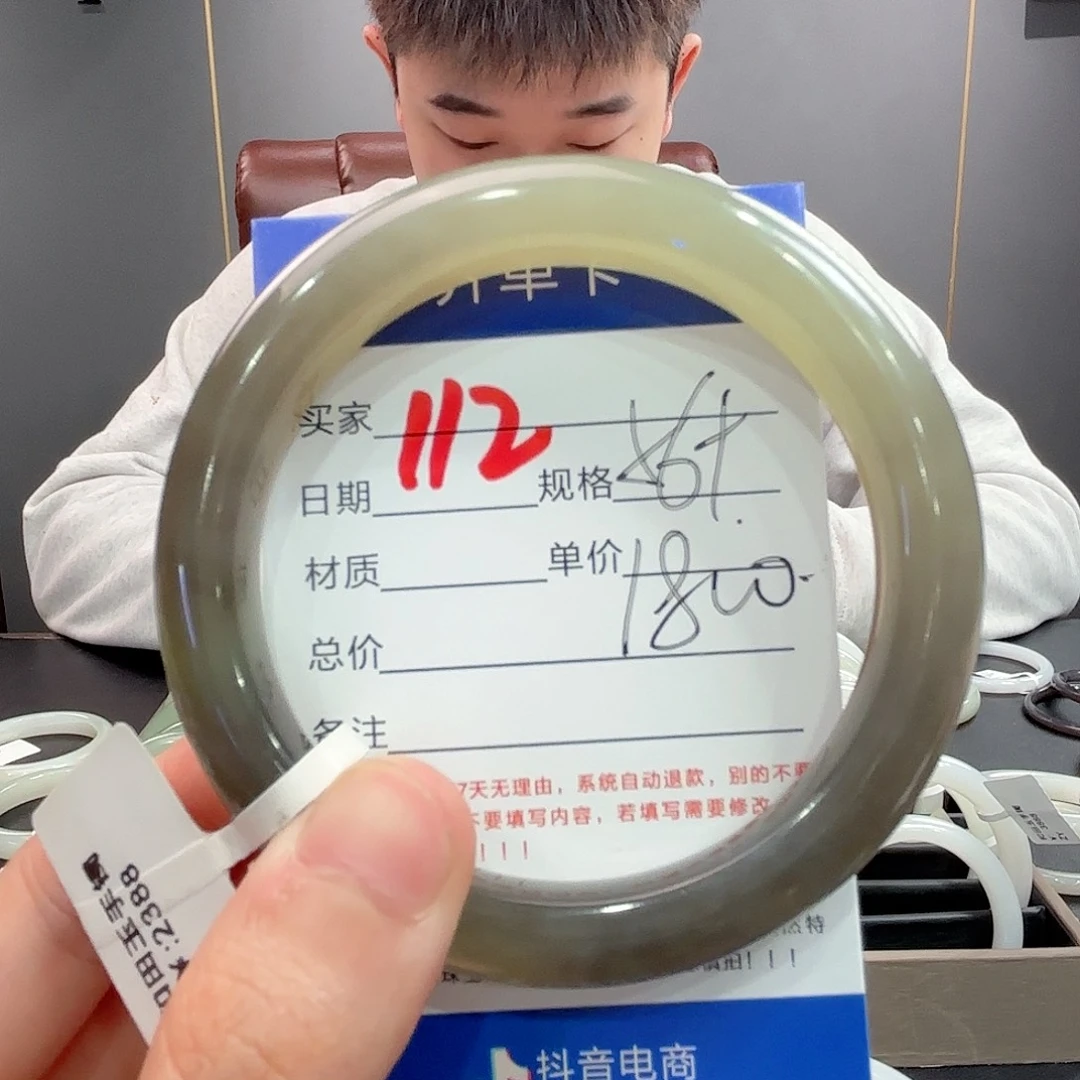 开单卡
买家 112
日期 规格
材质 单价 1800
总价
备注
7天无理由，系统自动退款，别的不要
不要填写内容，若填写需要修改
！！！
特
慎拍！！！
抖音电商
和田玉手镯
:2388